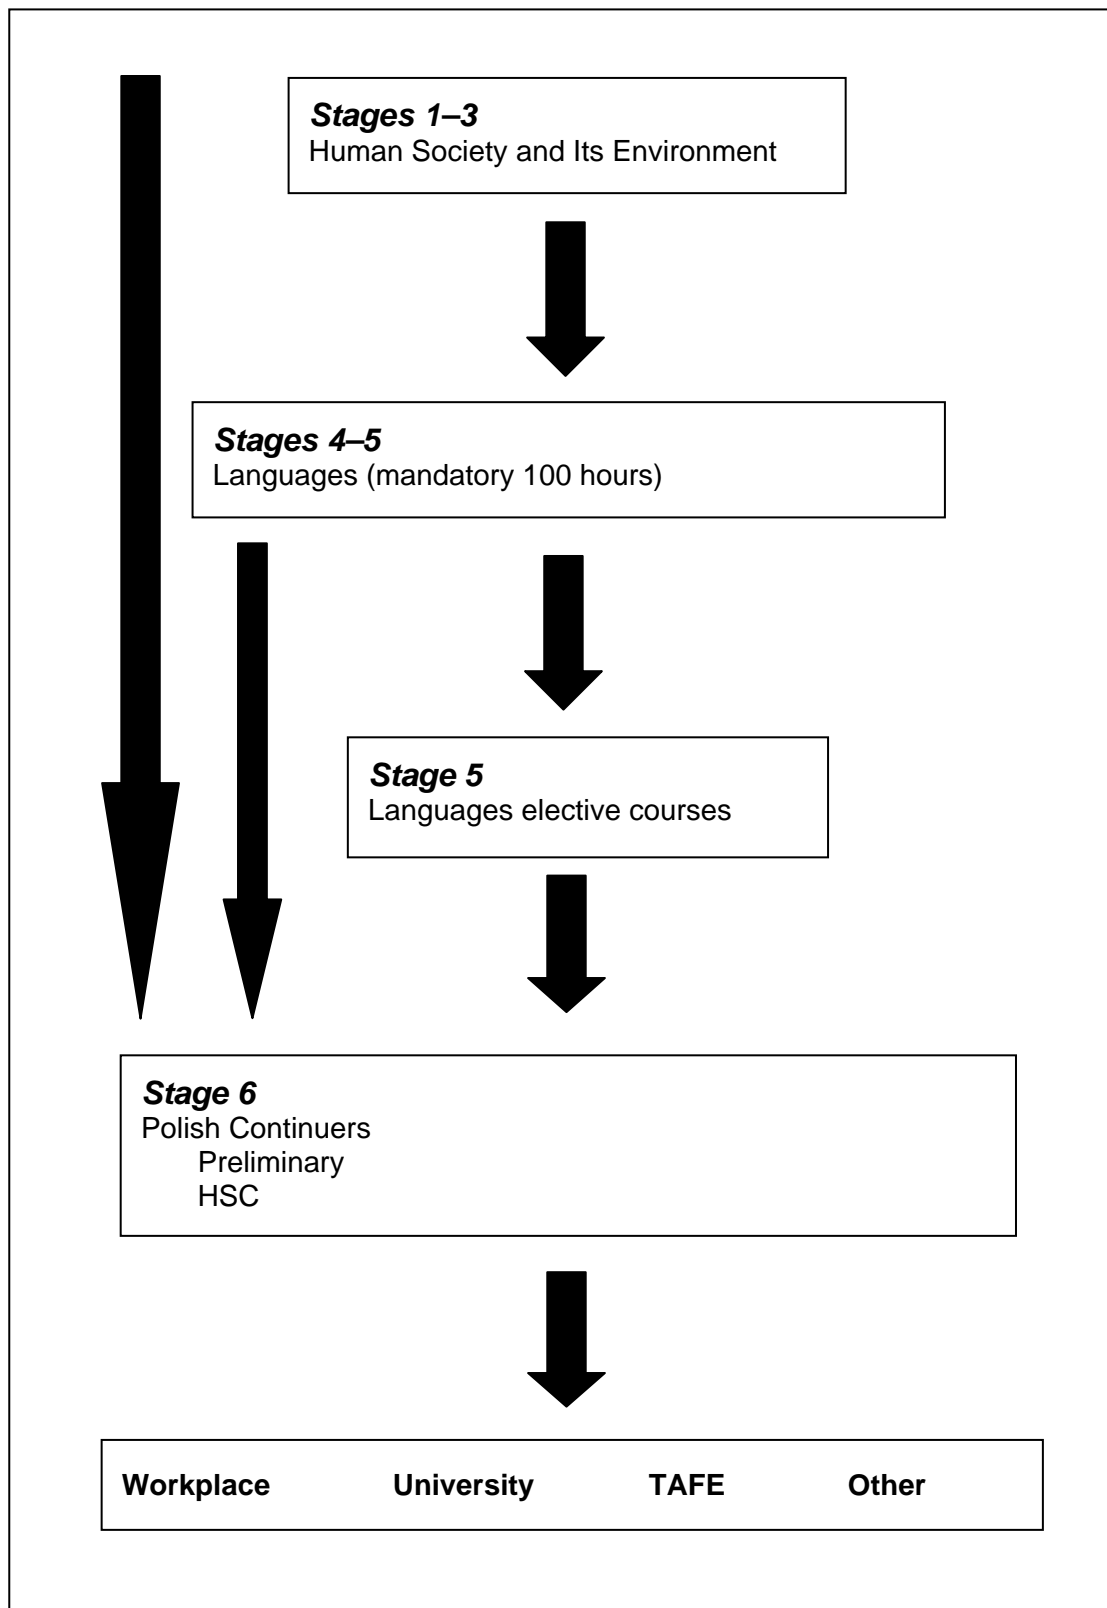 Stages 1–3
Human Society and Its Environment
Stages 4–5
Languages (mandatory 100 hours)
Stage 5
Languages elective courses
Stage 6
Polish Continuers
Preliminary
HSC
Workplace University TAFE Other